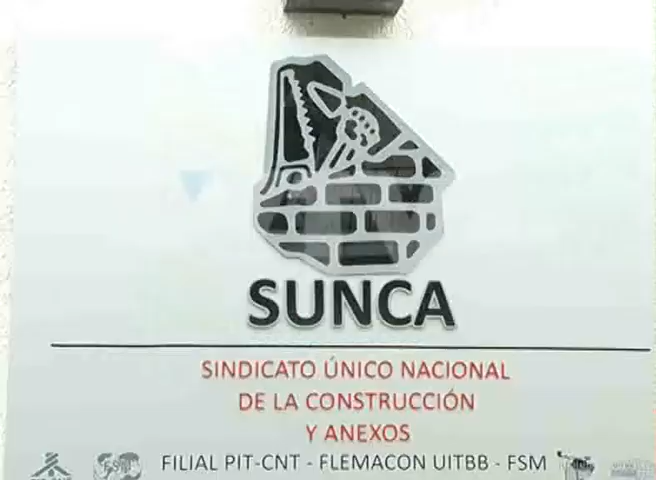 SUNCA
SINDICATO ÚNICO NACIONAL
DE LA CONSTRUCCIÓN
Y ANEXOS
FILIAL PIT-CNT - FLEMACON UITBB - FSM